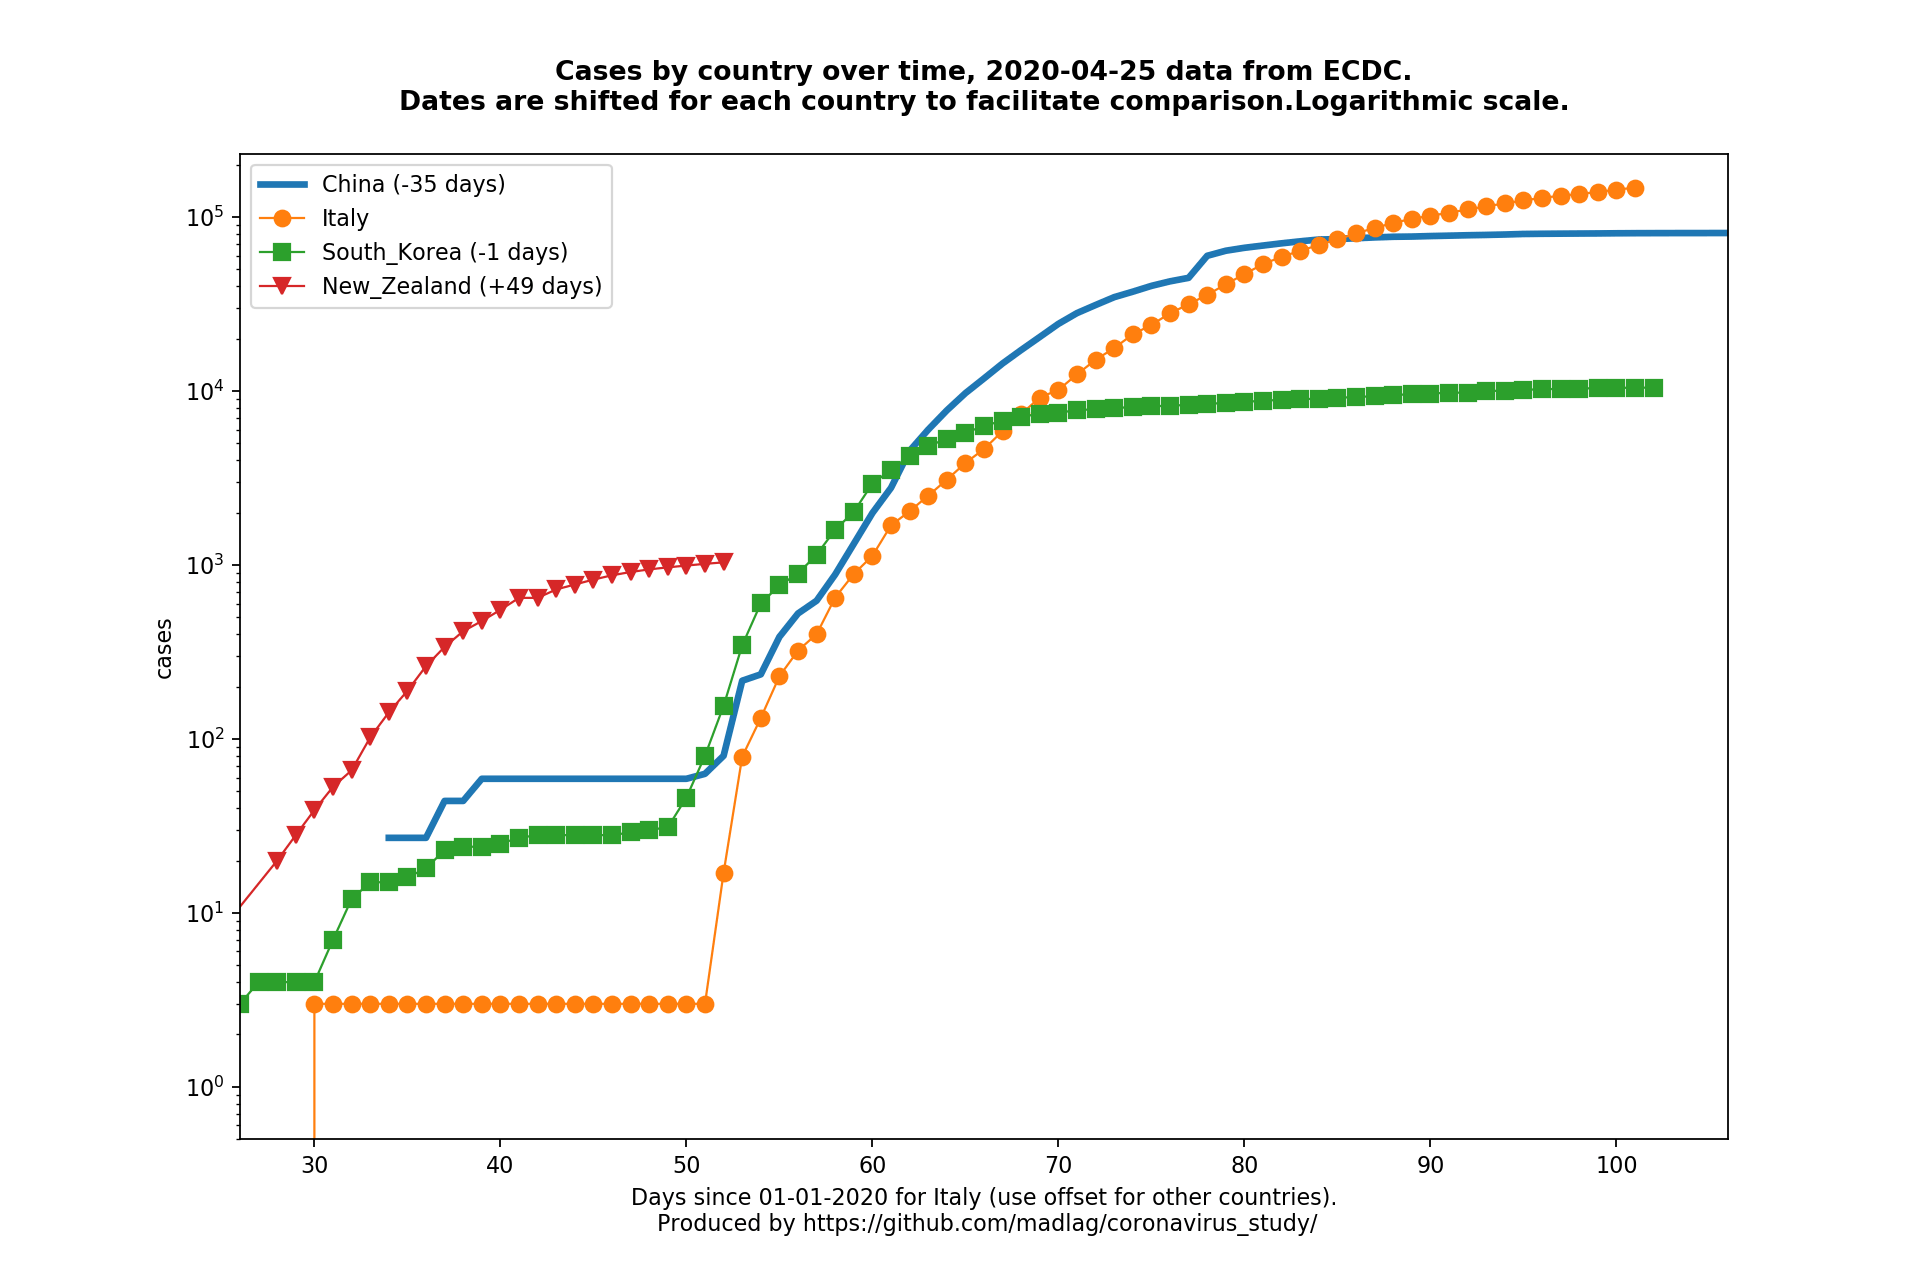 Cases by country over time, 2020-04-25 data from ECDC.
Dates are shifted for each country to facilitate comparison.Logarithmic scale.
China (-35 days)
Italy
South_Korea (-1 days)
New_Zealand (+49 days)
10^5
10^4
10^3
10^2
10^1
10^0
cases
30 40 50 60 70 80 90 100
Days since 01-01-2020 for Italy (use offset for other countries).
Produced by https://github.com/madlag/coronavirus_study/